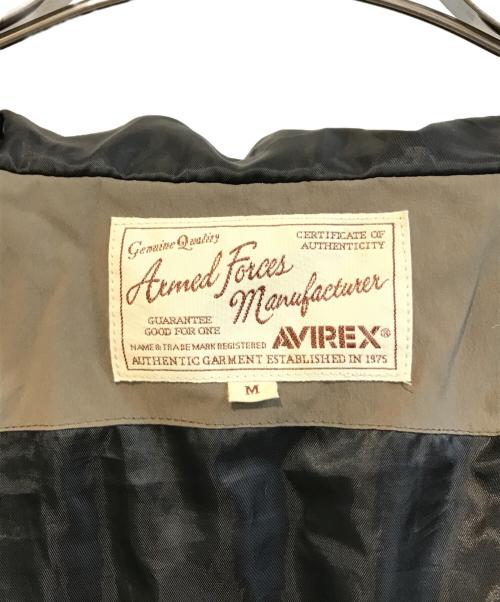 Genuine Quality
CERTIFICATE OF
AUTHENTICITY
Armed Forces
Manufacturer
GUARANTEE
GOOD FOR ONE
AVIREX®
NAME & TRADE MARK REGISTERED
AUTHENTIC GARMENT ESTABLISHED IN 1975
M